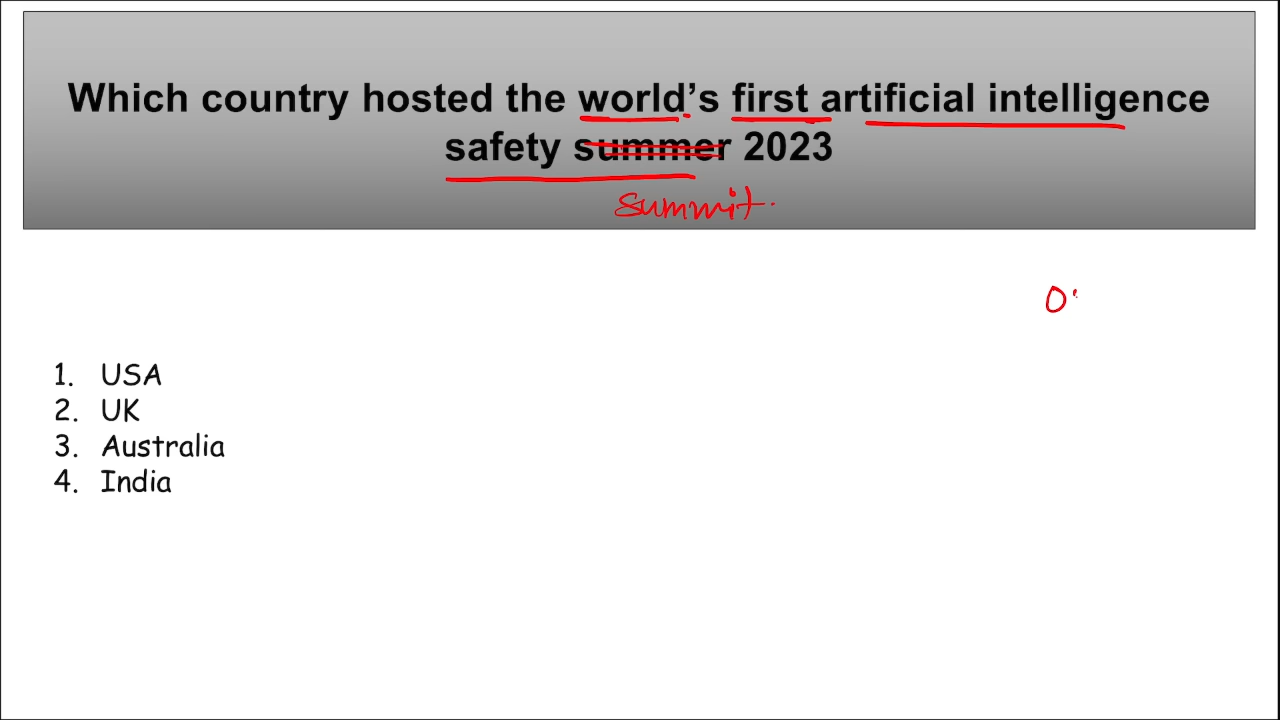 Which country hosted the world's first artificial intelligence
safety summer 2023
summit.
1. USA
2. UK
3. Australia
4. India